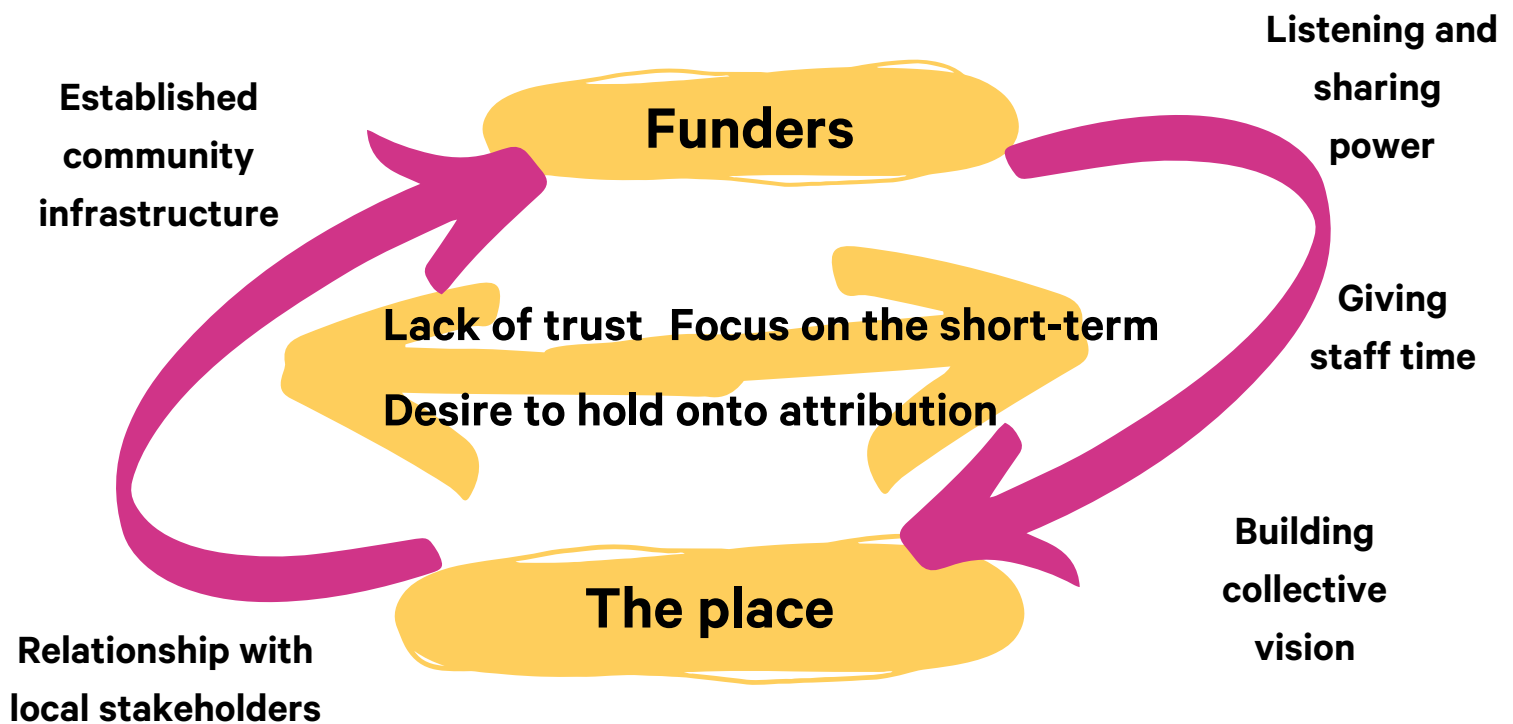 Listening and
sharing
power
Established
community
infrastructure
Funders
Giving
staff time
Lack of trust  Focus on the short-term
Desire to hold onto attribution
Building
collective
vision
The place
Relationship with
local stakeholders